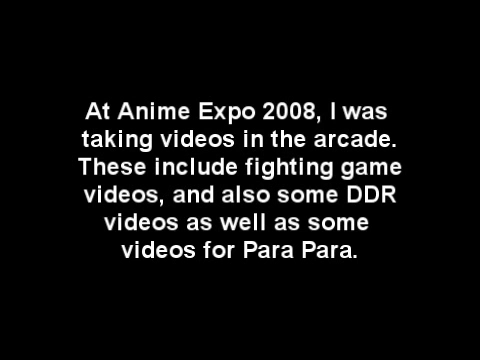 At Anime Expo 2008, I was
taking videos in the arcade.
These include fighting game
videos, and also some DDR
videos as well as some
videos for Para Para.